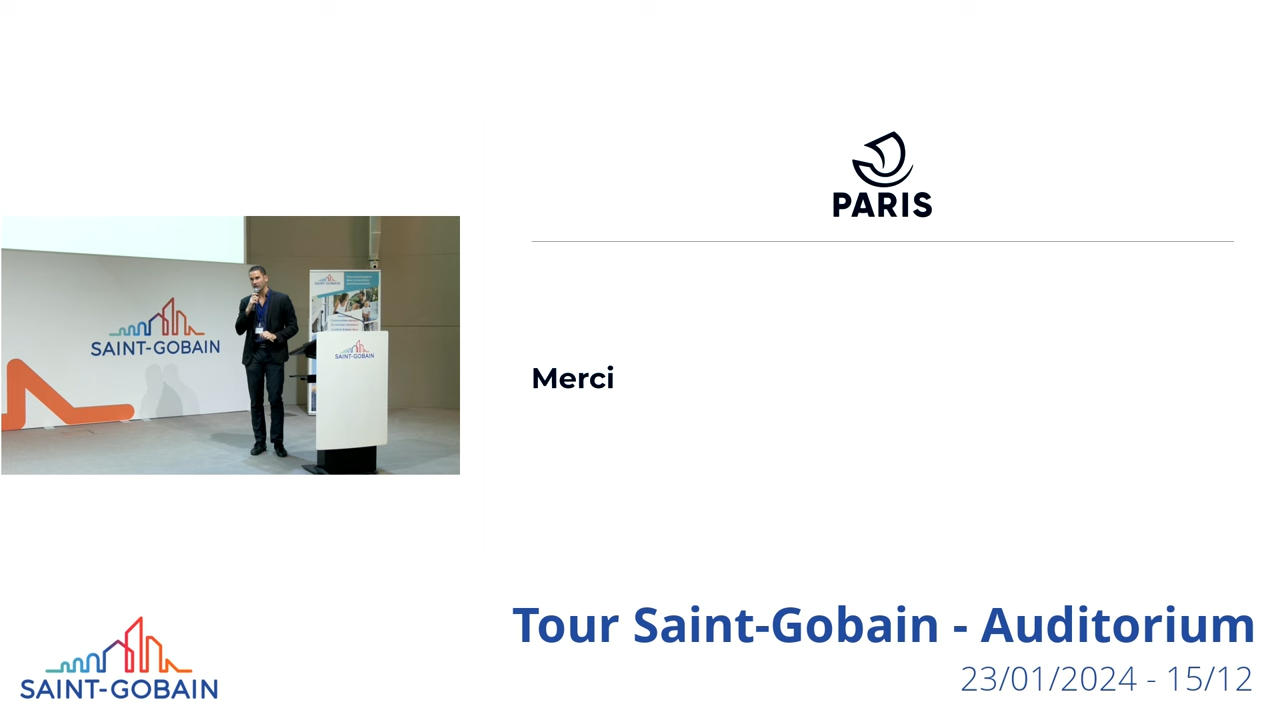 PARIS
Merci
SAINT-GOBAIN
SAINT-GOBAIN
Tour Saint-Gobain - Auditorium
23/01/2024 - 15/12
SAINT-GOBAIN